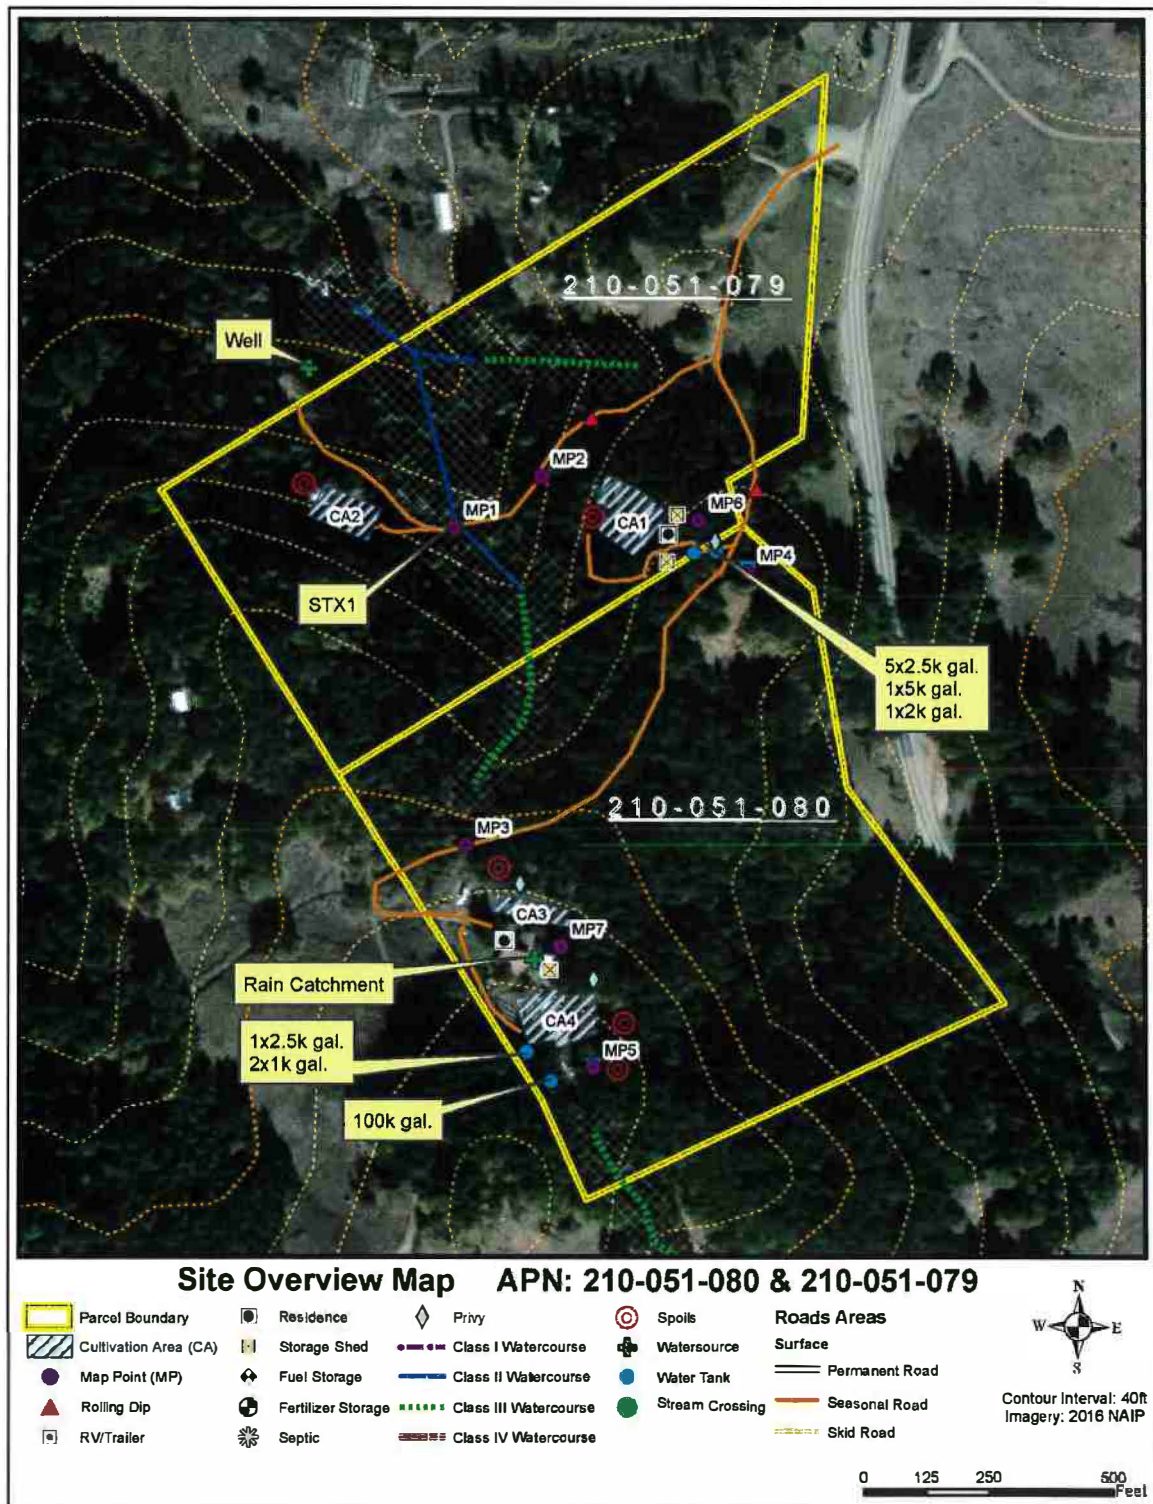 210-051-079
Well
MP2
MP1
CA2
CA1
MP6
MP4
STX1
5x2.5k gal.
1x5k gal.
1x2k gal.
210-051-080
MP3
CA3
MP7
Rain Catchment
CA4
1x2.5k gal.
2x1k gal.
MP5
100k gal.
Site Overview Map APN: 210-051-080 & 210-051-079
Parcel Boundary
Cultivation Area (CA)
Map Point (MP)
Rolling Dip
RV/Trailer
Residence
Storage Shed
Fuel Storage
Fertilizer Storage
Septic
Privy
Class I Watercourse
Class II Watercourse
Class III Watercourse
Class IV Watercourse
Spoils
Watersource
Water Tank
Stream Crossing
Roads Areas
Surface
Permanent Road
Seasonal Road
Skid Road
N
W E
S
Contour Interval: 40ft
Imagery: 2016 NAIP
0 125 250 500
Feet